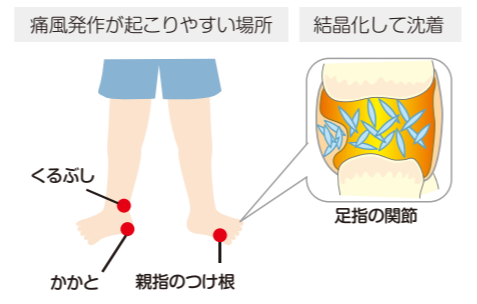 痛風発作が起こりやすい場所
結晶化して沈着
くるぶし
足指の関節
かかと
親指のつけ根